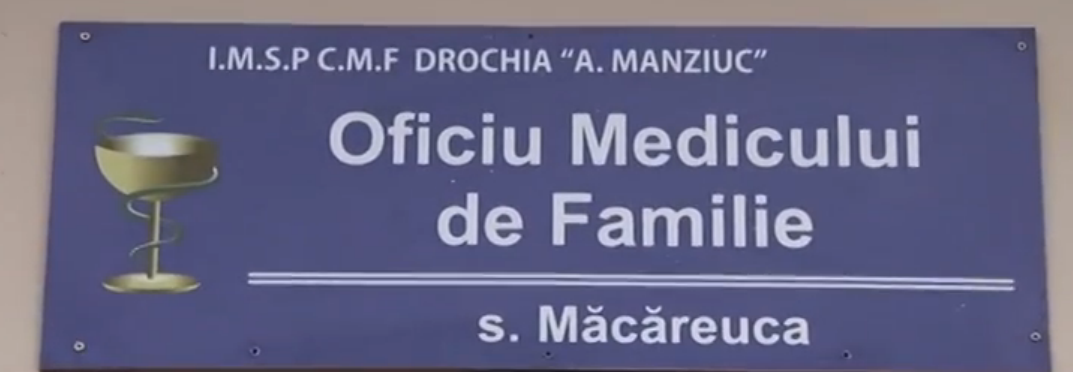 I.M.S.P C.M.F DROCHIA “A. MANZIUC”
Oficiu Medicului
de Familie
s. Măcăreuca